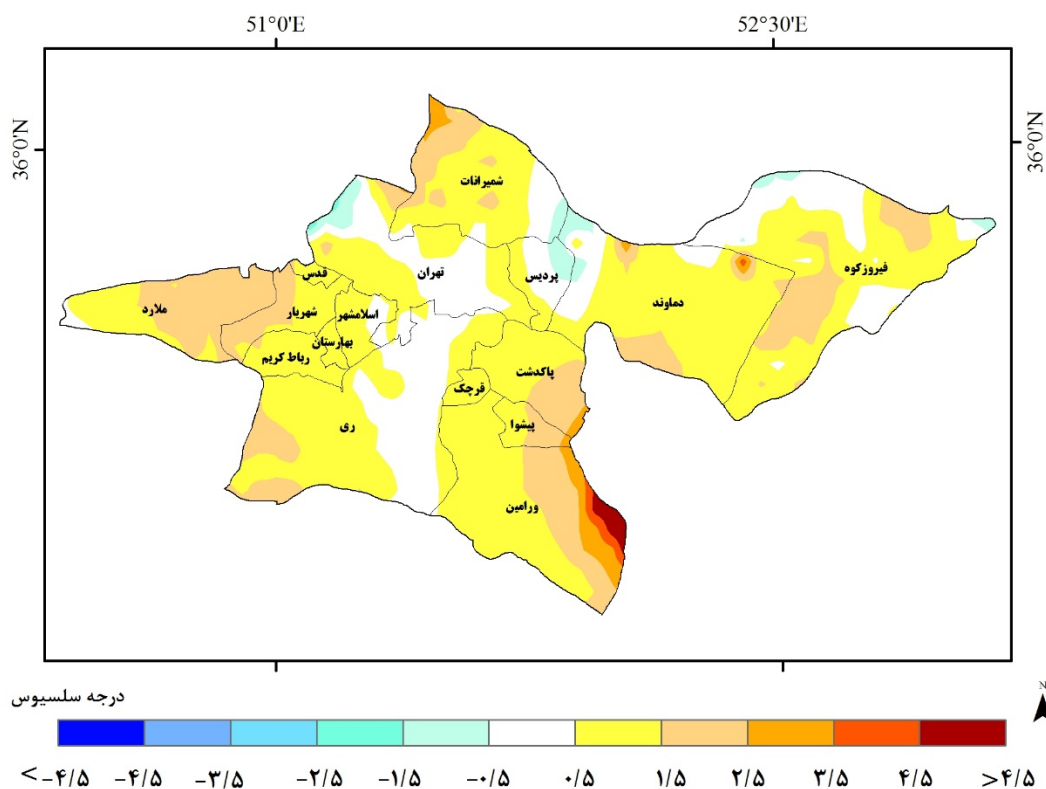 51°0'E
52°30'E
36°0'N
36°0'N
شمیرانات
فیروزکوه
تهران
پردیس
قدس
دماوند
ملارد
شهریار
اسلامشهر
بهارستان
رباط کریم
پاکدشت
قرچک
پیشوا
ری
ورامین
درجه سلسیوس
N
<-۴/۵
-۴/۵
-۳/۵
-۲/۵
-۱/۵
-۰/۵
۰/۵
۱/۵
۲/۵
۳/۵
۴/۵
>۴/۵